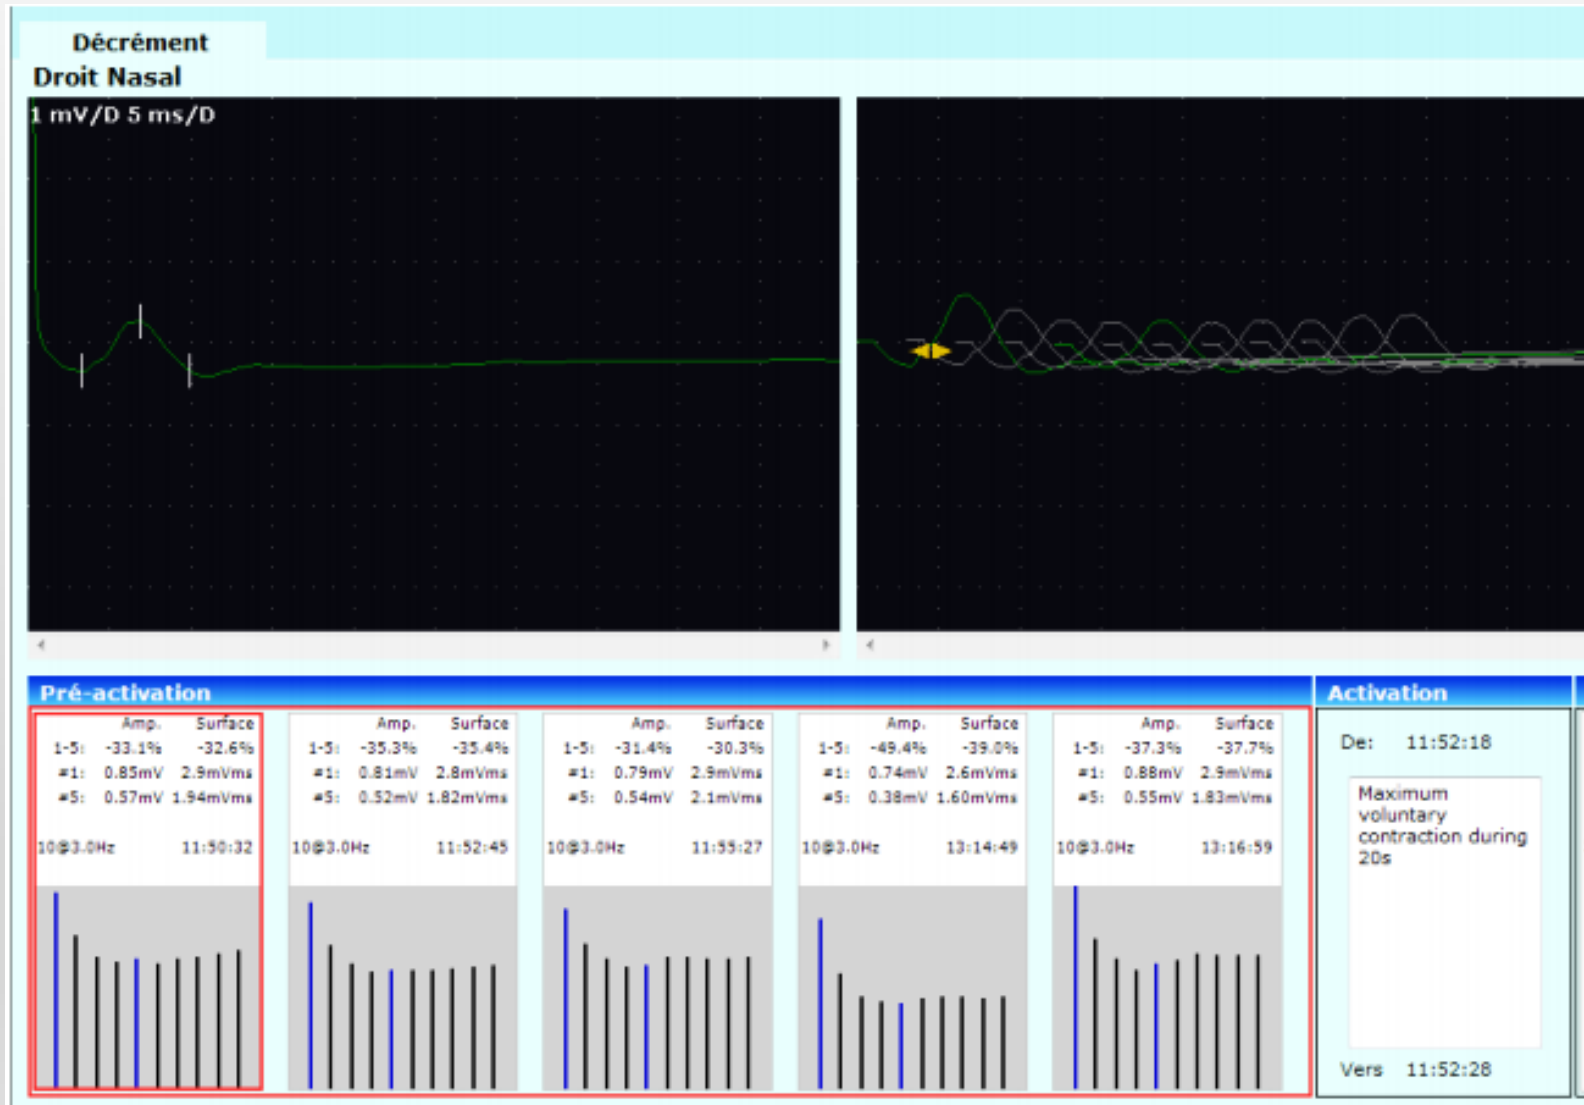 Décrément
Droit Nasal
1 mV/D 5 ms/D
Pré-activation
Amp. Surface
1-5: -33.1% -32.6%
#1: 0.85mV 2.9mVms
#5: 0.57mV 1.94mVms
10@3.0Hz 11:50:32
Amp. Surface
1-5: -35.3% -35.4%
#1: 0.81mV 2.8mVms
#5: 0.52mV 1.82mVms
10@3.0Hz 11:52:45
Amp. Surface
1-5: -31.4% -30.3%
#1: 0.79mV 2.9mVms
#5: 0.54mV 2.1mVms
10@3.0Hz 11:55:27
Amp. Surface
1-5: -49.4% -39.0%
#1: 0.74mV 2.6mVms
#5: 0.38mV 1.60mVms
10@3.0Hz 13:14:49
Amp. Surface
1-5: -37.3% -37.7%
#1: 0.88mV 2.9mVms
#5: 0.55mV 1.83mVms
10@3.0Hz 13:16:59
Activation
De: 11:52:18
Maximum
voluntary
contraction during
20s
Vers 11:52:28